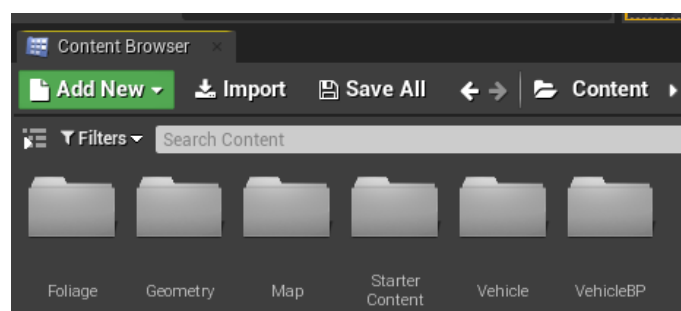 Content Browser
Add New Import Save All Content
Filters Search Content
Foliage Geometry Map Starter Content Vehicle VehicleBP